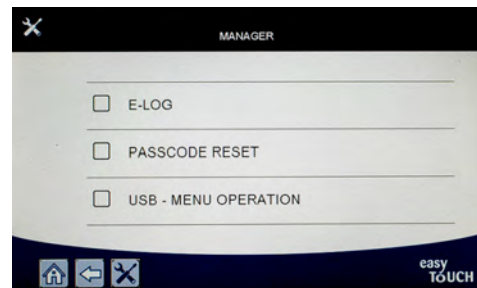 MANAGER
E-LOG
PASSCODE RESET
USB - MENU OPERATION
easy
TOUCH